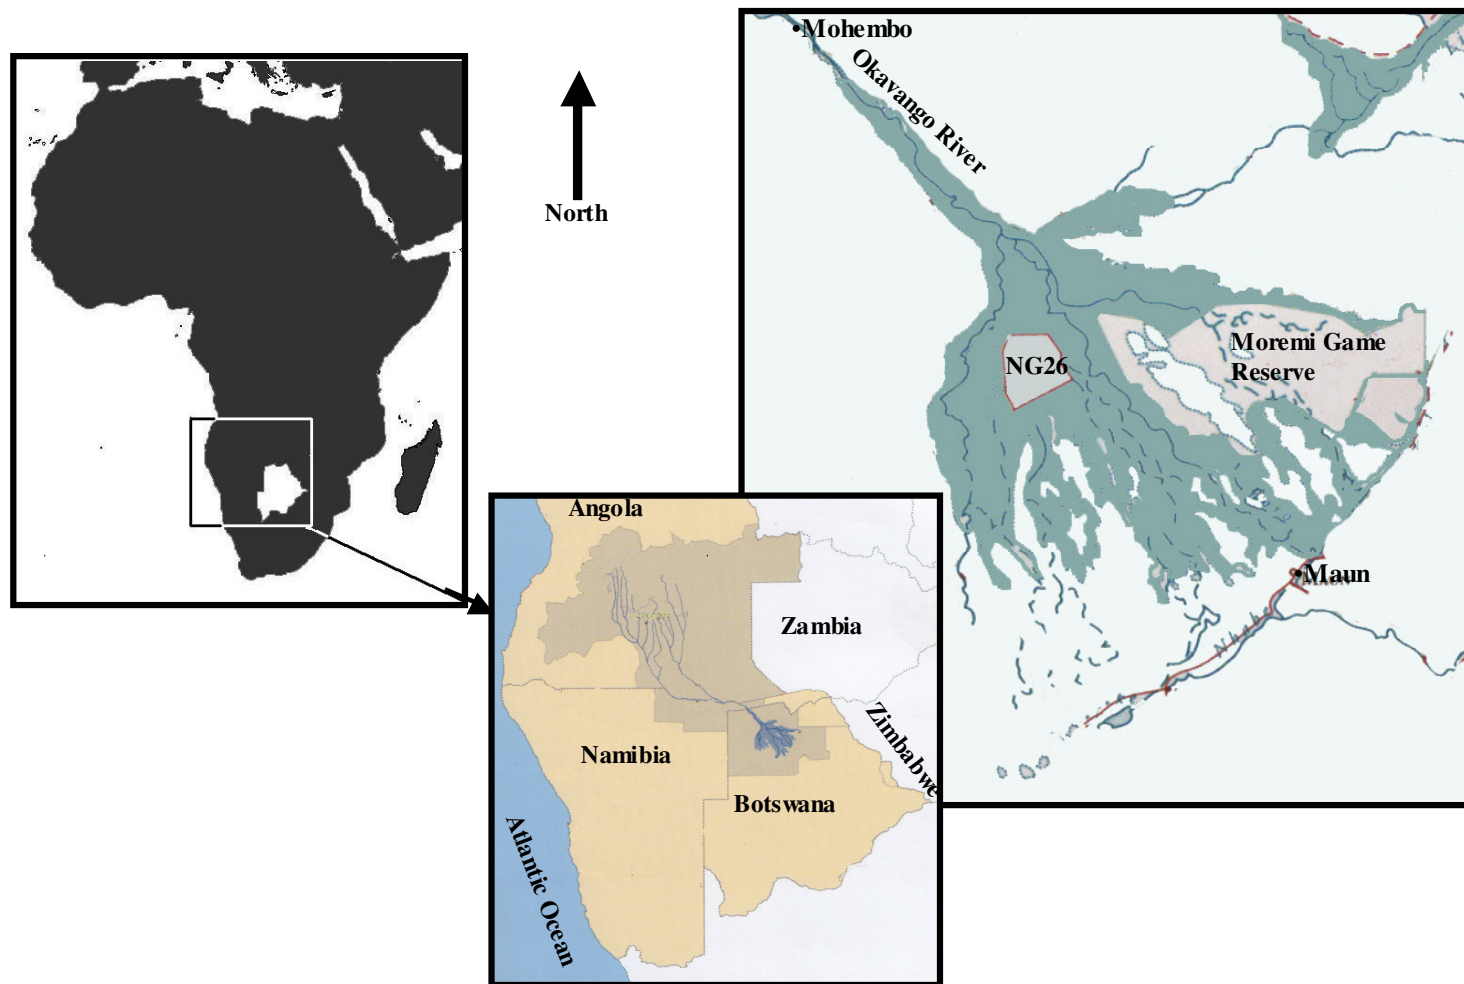 Mohembo
Okavango River
North
Moremi Game
Reserve
NG26
Maun
Angola
Zambia
Zimbabwe
Namibia
Botswana
Atlantic Ocean